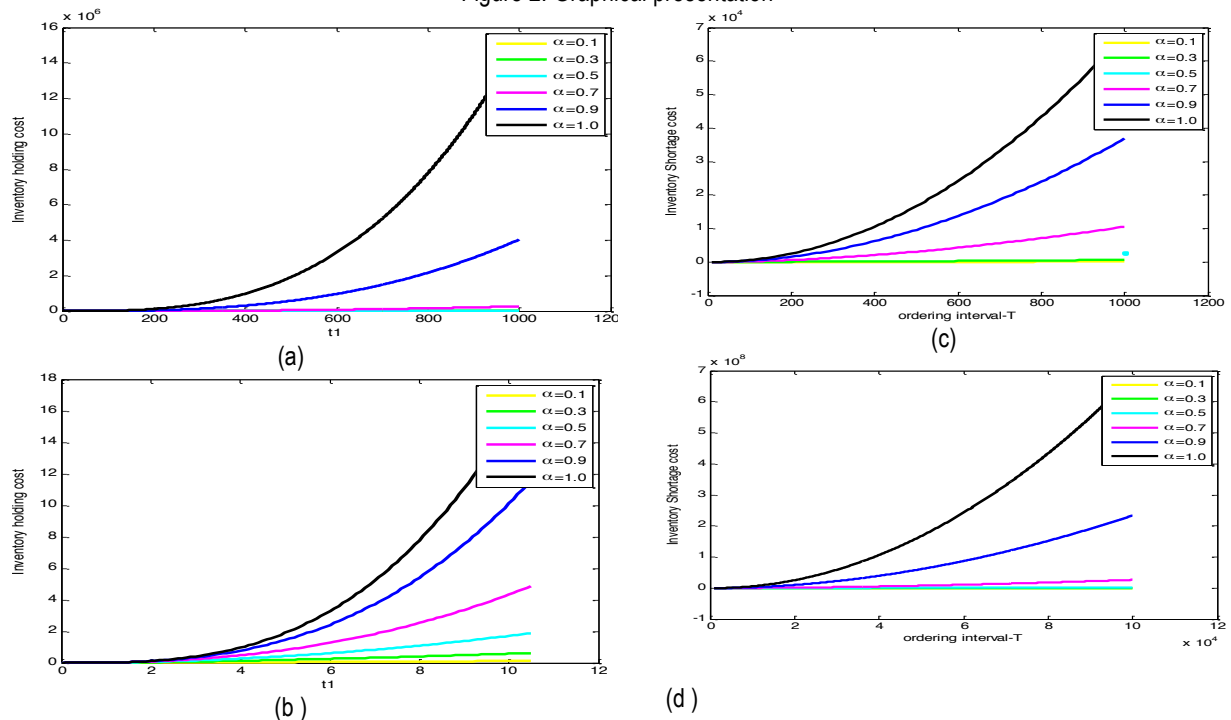 Figure 2. Graphical presentation
x 10^6
16
14
12
10
8
6
4
2
0
Inventory holding cost
α=0.1
α=0.3
α=0.5
α=0.7
α=0.9
α=1.0
0 200 400 600 800 1000 120
t1
(a)
x 10^4
7
6
5
4
3
2
1
0
-1
Inventory Shortage cost
α=0.1
α=0.3
α=0.5
α=0.7
α=0.9
α=1.0
0 200 400 600 800 1000 1200
ordering interval-T
(c)
18
16
14
12
10
8
6
4
2
0
Inventory holding cost
α=0.1
α=0.3
α=0.5
α=0.7
α=0.9
α=1.0
0 2 4 6 8 10 12
t1
(b )
x 10^8
7
6
5
4
3
2
1
0
-1
Inventory Shortage cost
α=0.1
α=0.3
α=0.5
α=0.7
α=0.9
α=1.0
0 2 4 6 8 10 12
ordering interval-T
x 10^4
(d )